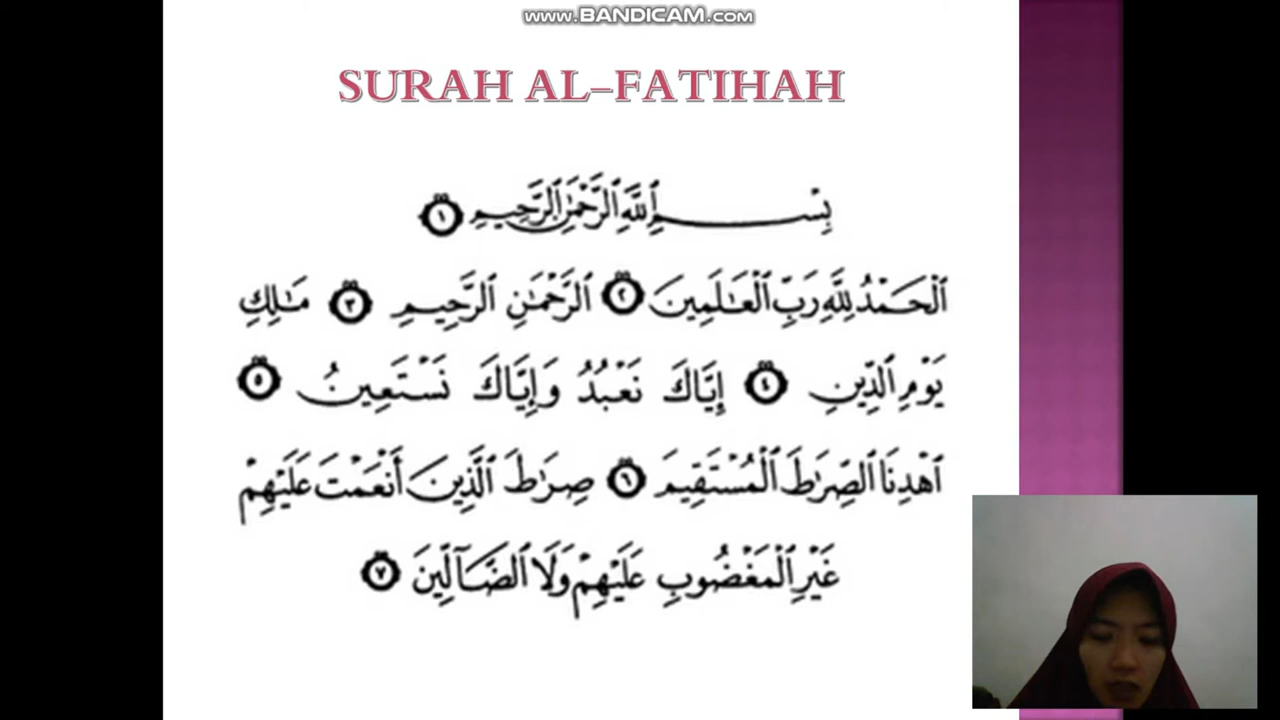 WWW.BANDICAM.COM
SURAH AL-FATIHAH
بِسْمِ ٱللَّهِ ٱلرَّحْمَٰنِ ٱلرَّحِيمِ ١
ٱلْحَمْدُ لِلَّهِ رَبِّ ٱلْعَٰلَمِينَ ٢ ٱلرَّحْمَٰنِ ٱلرَّحِيمِ ٣ مَٰلِكِ
يَوْمِ ٱلدِّينِ ٤ إِيَّاكَ نَعْبُدُ وَإِيَّاكَ نَسْتَعِينُ ٥
ٱهْدِنَا ٱلصِّرَٰطَ ٱلْمُسْتَقِيمَ ٦ صِرَٰطَ ٱلَّذِينَ أَنْعَمْتَ عَلَيْهِمْ
غَيْرِ ٱلْمَغْضُوبِ عَلَيْهِمْ وَلَا ٱلضَّآلِّينَ ٧